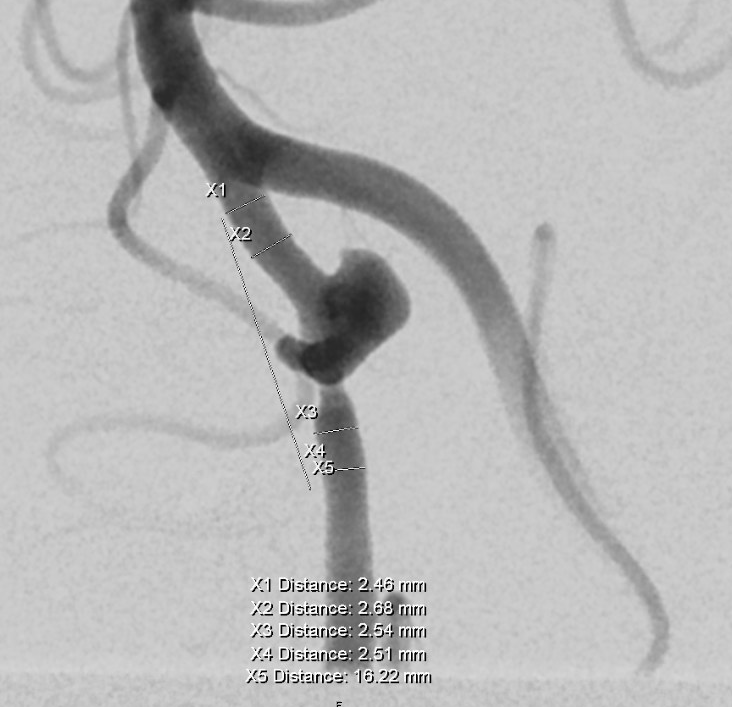 X1
X2
X3
X4
X5
X1 Distance: 2.46 mm
X2 Distance: 2.68 mm
X3 Distance: 2.54 mm
X4 Distance: 2.51 mm
X5 Distance: 16.22 mm